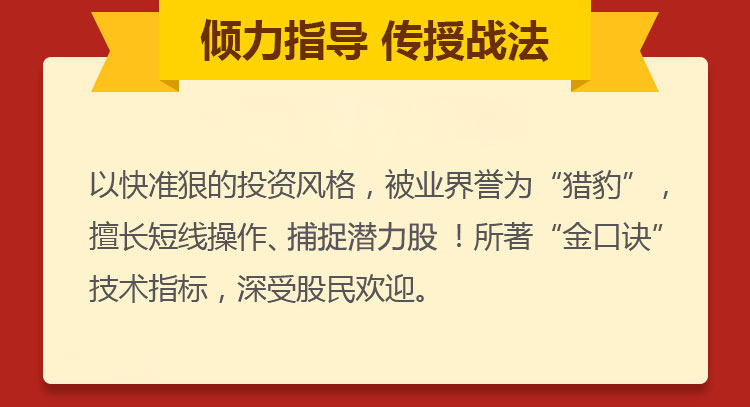 倾力指导 传授战法
以快准狠的投资风格，被业界誉为“猎豹”，
擅长短线操作、捕捉潜力股 ！所著“金口诀”
技术指标，深受股民欢迎。